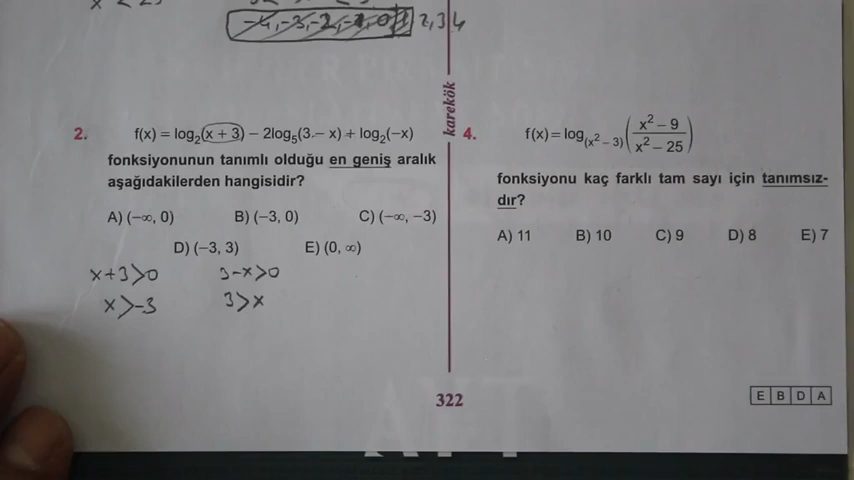 -4,-3,-2,-1,0,1 2,3,4
2. f(x) = log₂(x + 3) – 2log₅(3 – x) + log₂(–x)
fonksiyonunun tanımlı olduğu en geniş aralık
aşağıdakilerden hangisidir?
A) (–∞, 0) B) (–3, 0) C) (–∞, –3)
D) (–3, 3) E) (0, ∞)
x+3>0 3-x>0
x>-3 3>x
karekök
4. f(x) = log₍ₓ² ₋ ₃₎ ((x² – 9)/(x² – 25))
fonksiyonu kaç farklı tam sayı için tanımsız-
dır?
A) 11 B) 10 C) 9 D) 8 E) 7
322
E B D A